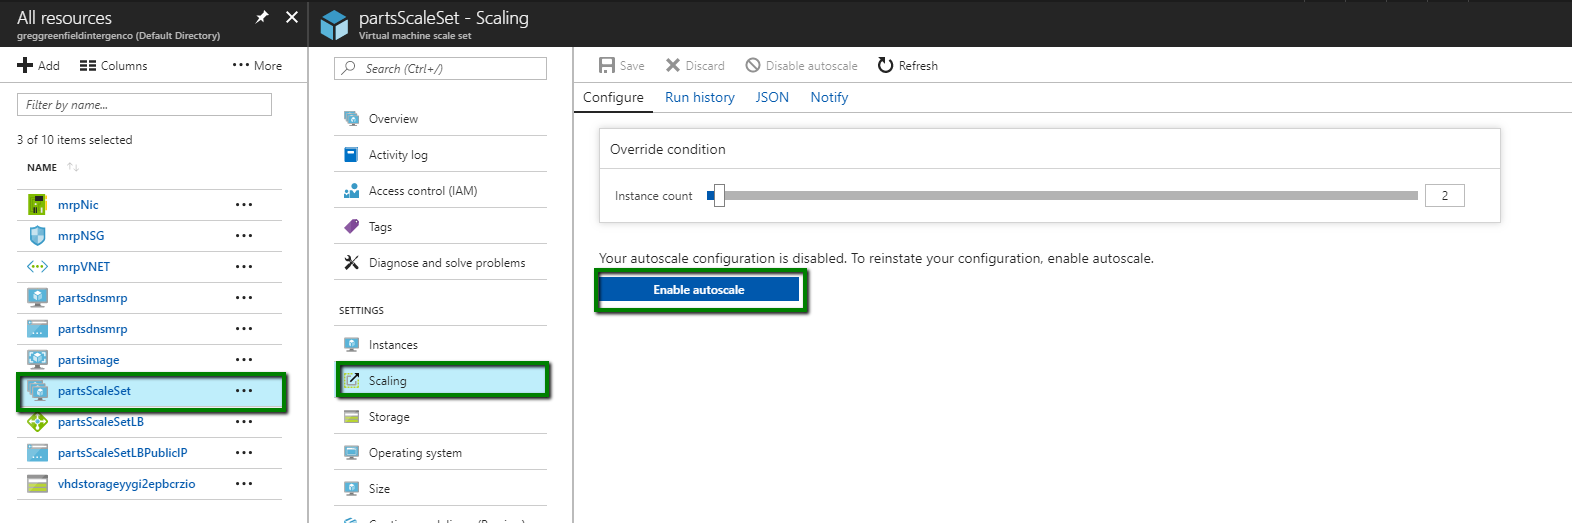 All resources
greggreenfieldintergenco (Default Directory)
Add
Columns
More
Filter by name...
3 of 10 items selected
NAME
mrpNic
mrpNSG
mrpVNET
partsdnsmrp
partsdnsmrp
partsimage
partsScaleSet
partsScaleSetLB
partsScaleSetLBPublicIP
vhdstorageyygi2epbcrzio
partsScaleSet - Scaling
Virtual machine scale set
Search (Ctrl+/)
Overview
Activity log
Access control (IAM)
Tags
Diagnose and solve problems
SETTINGS
Instances
Scaling
Storage
Operating system
Size
Save
Discard
Disable autoscale
Refresh
Configure
Run history
JSON
Notify
Override condition
Instance count
2
Your autoscale configuration is disabled. To reinstate your configuration, enable autoscale.
Enable autoscale